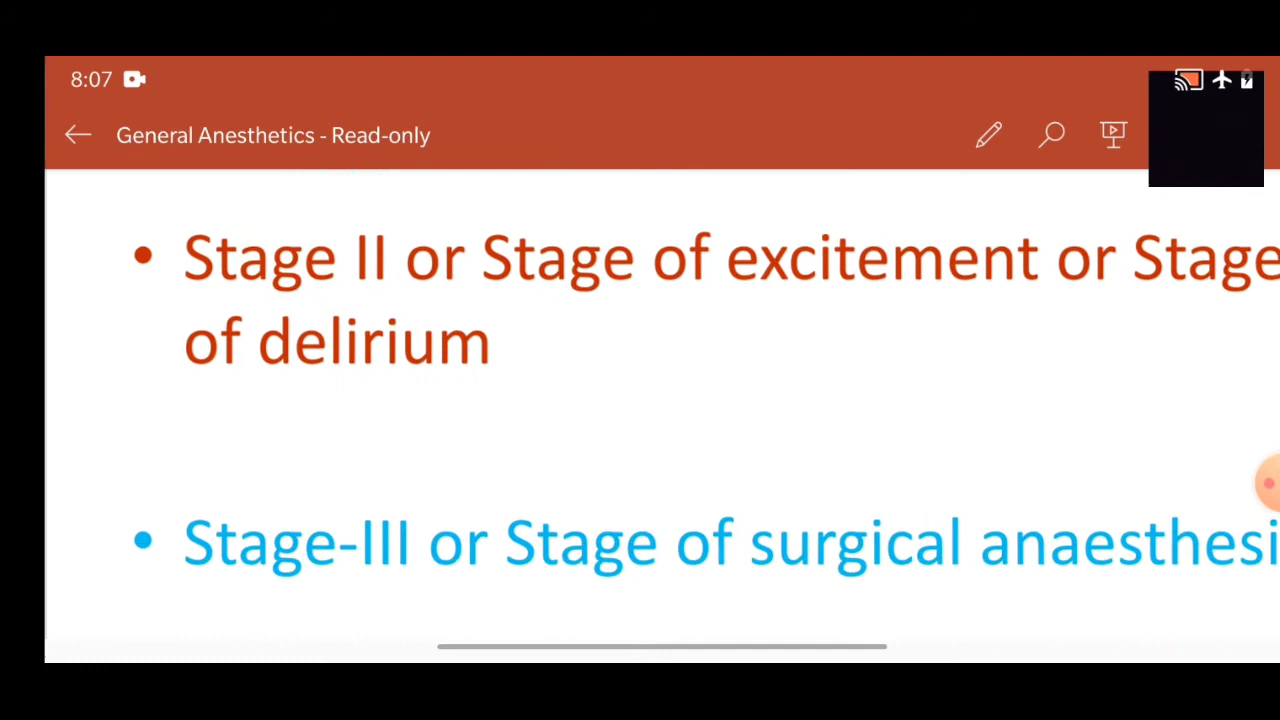 8:07
General Anesthetics - Read-only
• Stage II or Stage of excitement or Stage
of delirium
• Stage-III or Stage of surgical anaesthesi